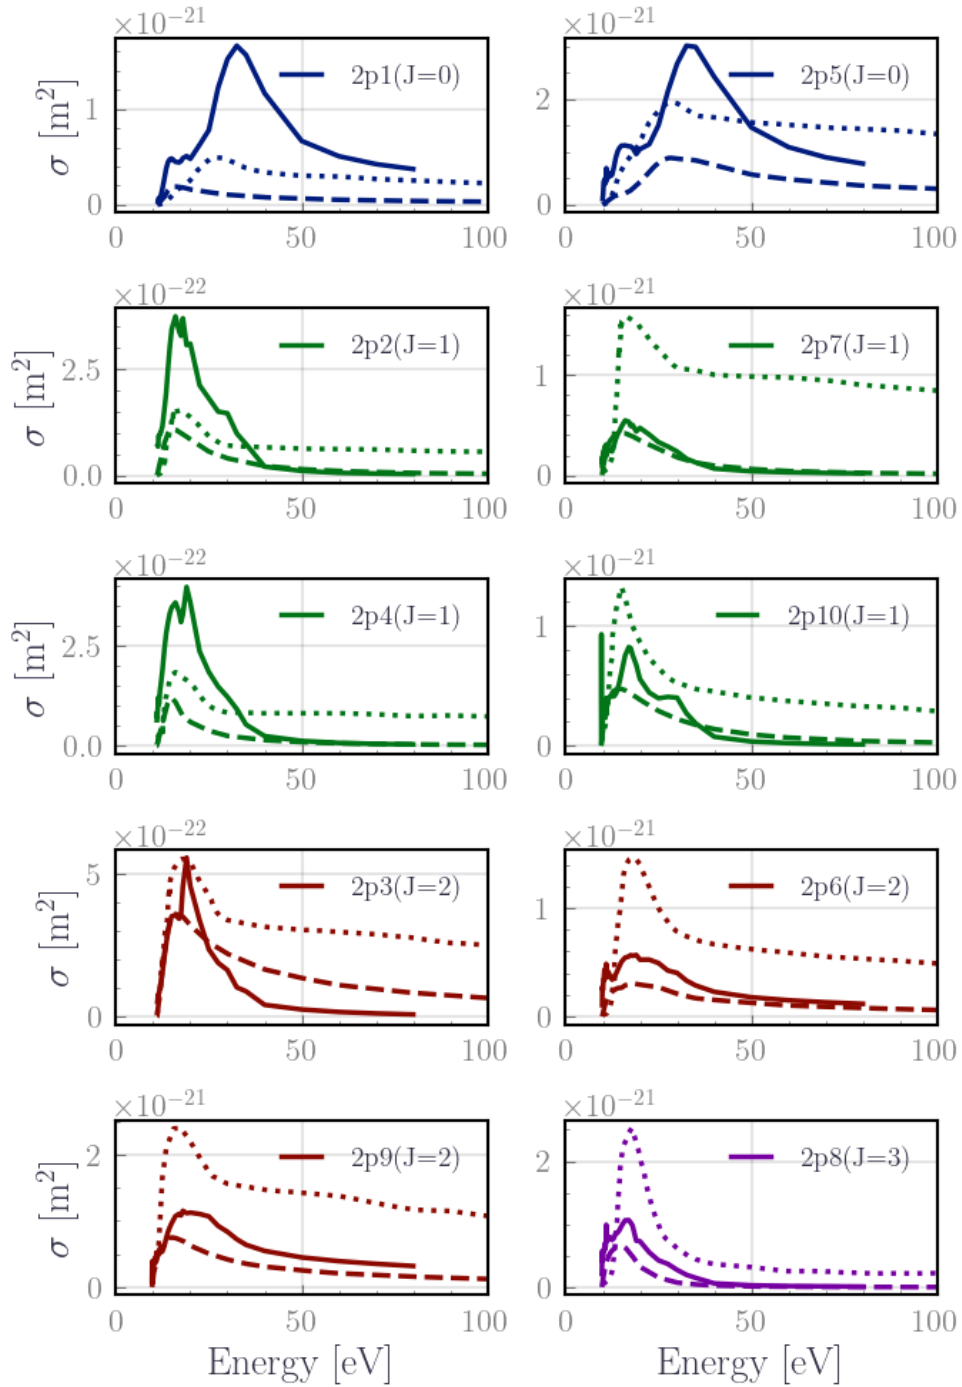 ×10⁻²¹ ×10⁻²¹
σ [m²] 1 0 2p1(J=0) 2 0 2p5(J=0)
0 50 100 0 50 100
×10⁻²² ×10⁻²¹
σ [m²] 2.5 0.0 2p2(J=1) 1 0 2p7(J=1)
0 50 100 0 50 100
×10⁻²² ×10⁻²¹
σ [m²] 2.5 0.0 2p4(J=1) 1 0 2p10(J=1)
0 50 100 0 50 100
×10⁻²² ×10⁻²¹
σ [m²] 5 0 2p3(J=2) 1 0 2p6(J=2)
0 50 100 0 50 100
×10⁻²¹ ×10⁻²¹
σ [m²] 2 0 2p9(J=2) 2 0 2p8(J=3)
0 50 100 0 50 100
Energy [eV] Energy [eV]